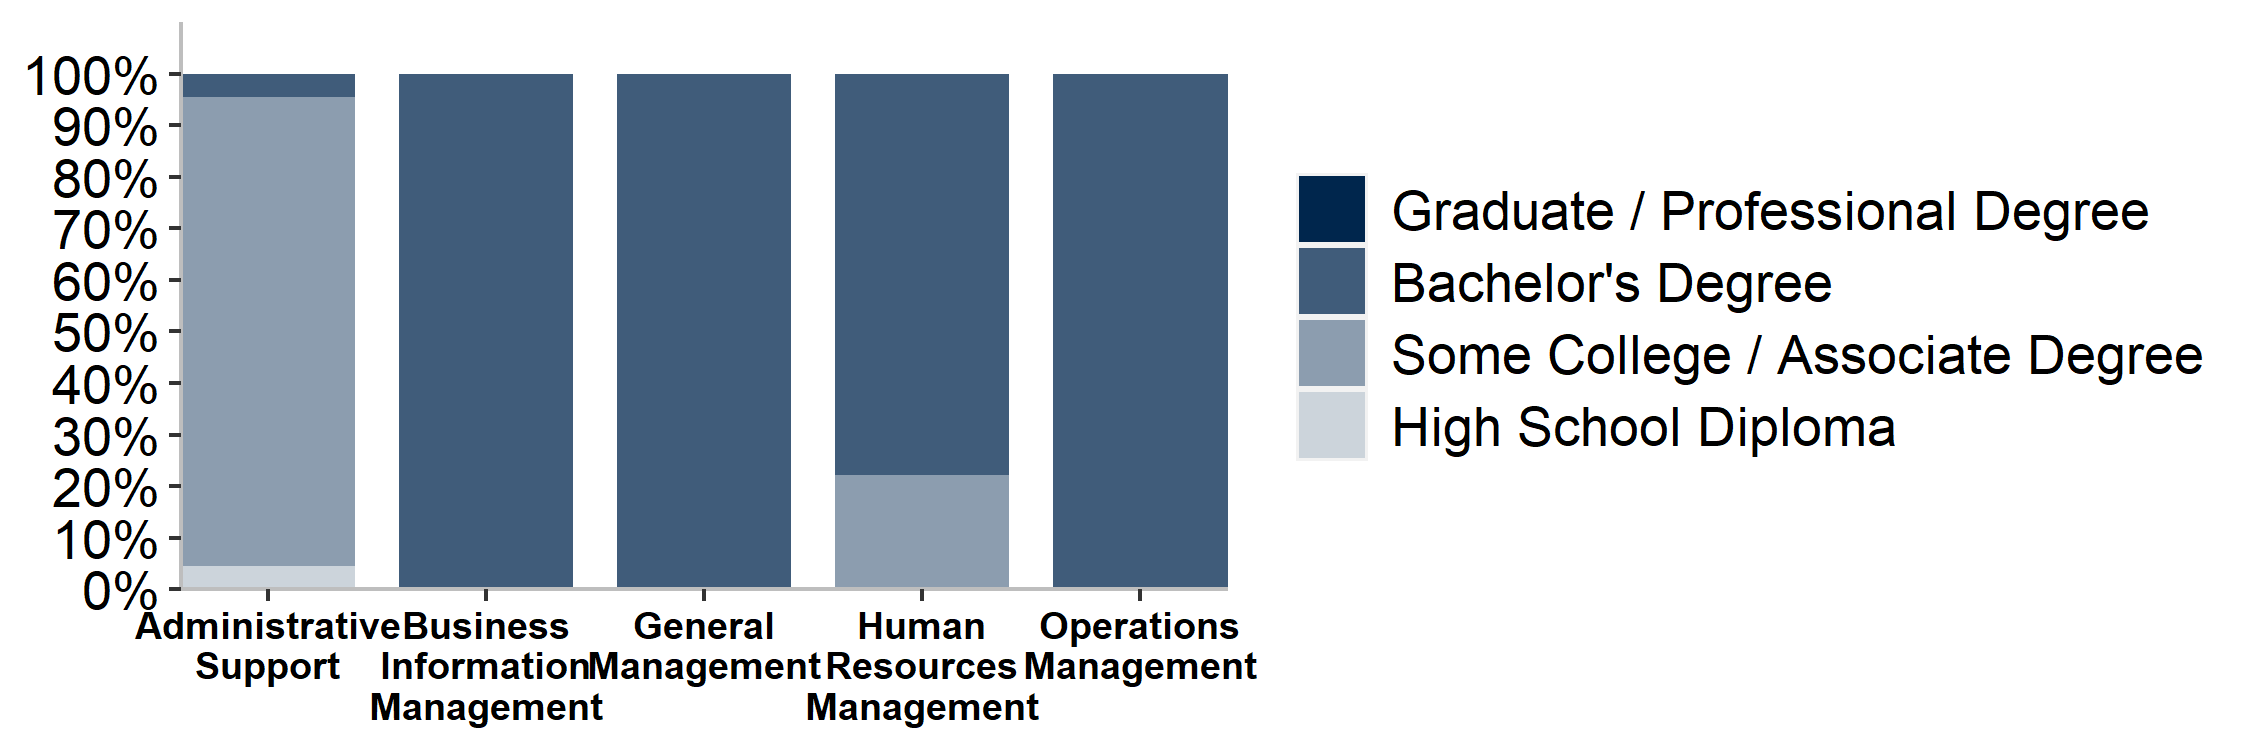 100%
90%
80%
70%
60%
50%
40%
30%
20%
10%
0%
Administrative
Support
Business
Information
Management
General
Management
Human
Resources
Management
Operations
Management
Graduate / Professional Degree
Bachelor's Degree
Some College / Associate Degree
High School Diploma